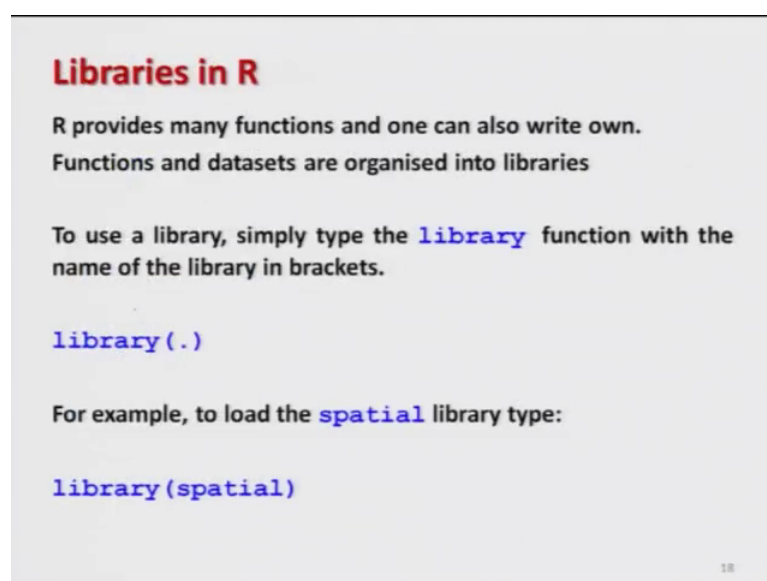 Libraries in R
R provides many functions and one can also write own.
Functions and datasets are organised into libraries
To use a library, simply type the library function with the
name of the library in brackets.
library(.)
For example, to load the spatial library type:
library(spatial)
18